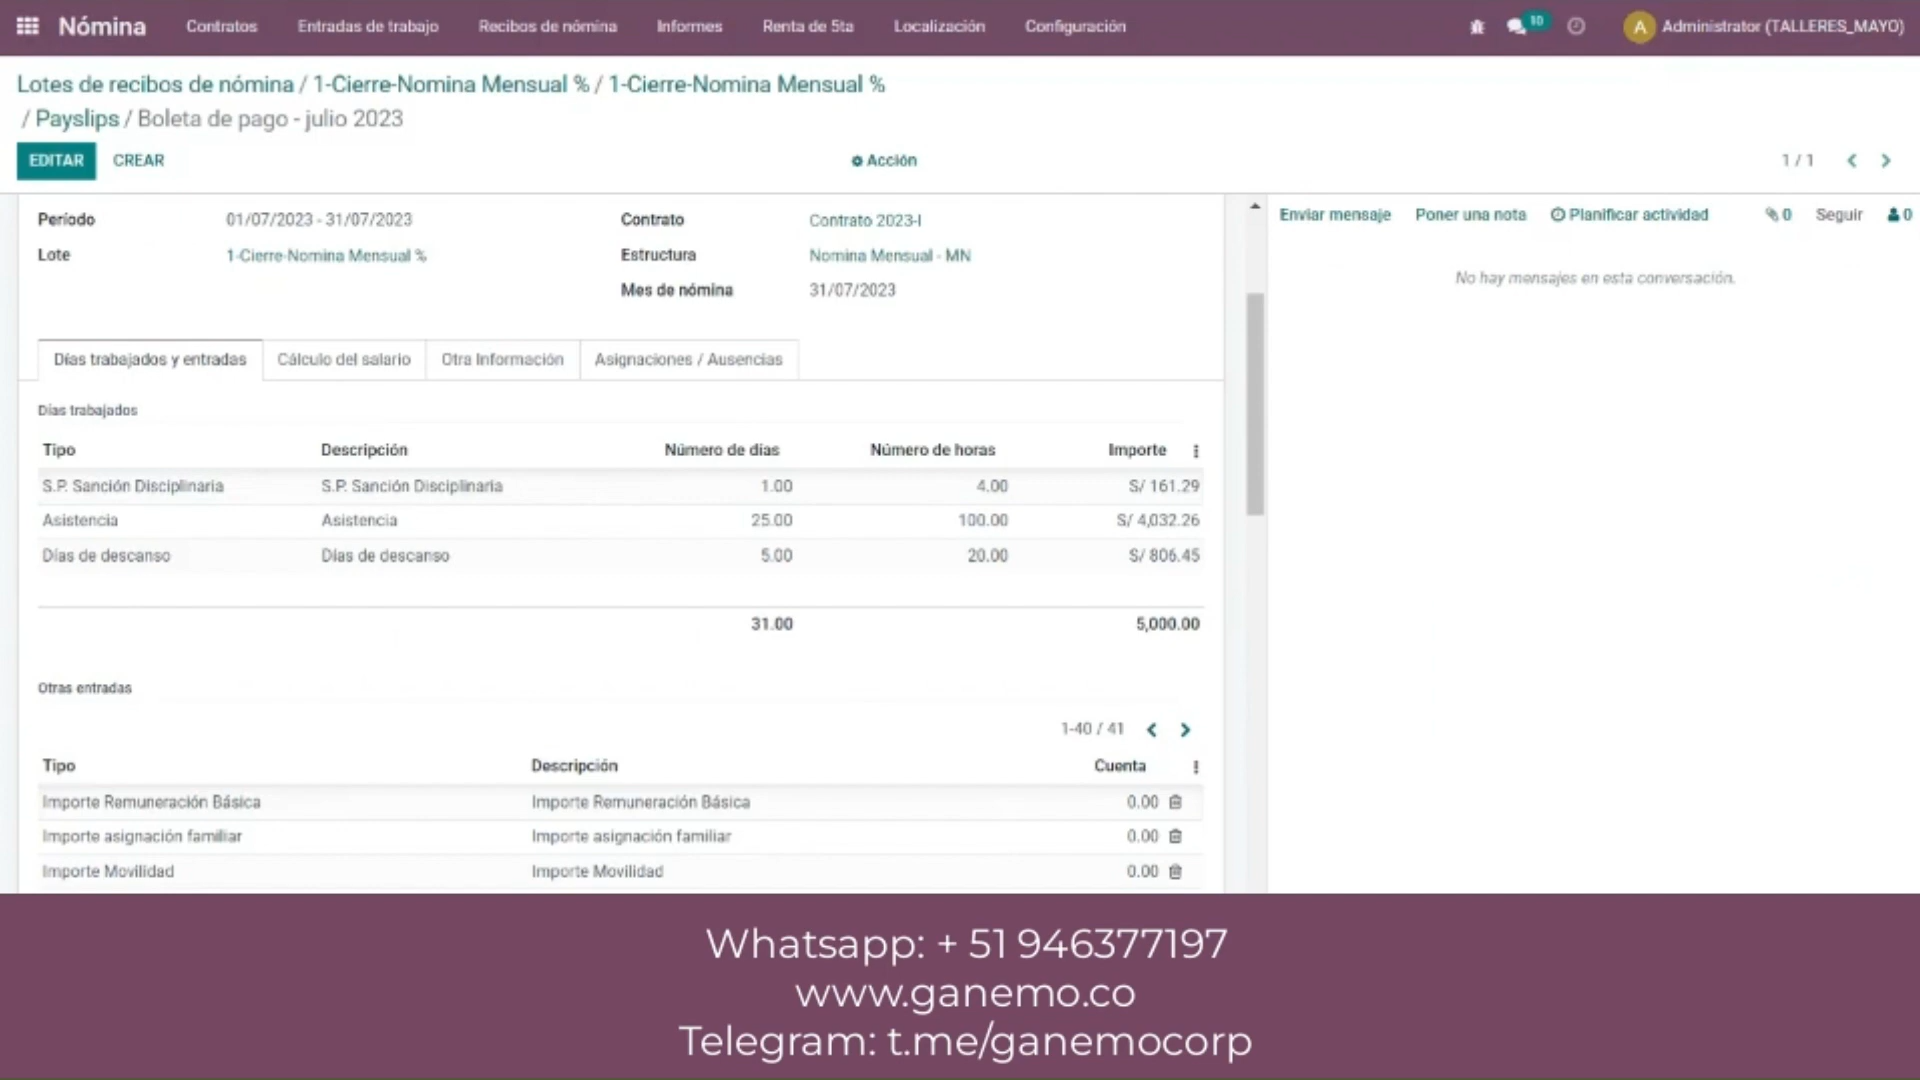 Nómina Contratos Entradas de trabajo Recibos de nómina Informes Renta de 5ta Localización Configuración 10 A Administrator (TALLERES_MAYO)
Lotes de recibos de nómina / 1-Cierre-Nomina Mensual % / 1-Cierre-Nomina Mensual %
/ Payslips / Boleta de pago - julio 2023
EDITAR CREAR Acción 1 / 1
Período 01/07/2023 - 31/07/2023 Contrato Contrato 2023-I
Lote 1-Cierre-Nomina Mensual % Estructura Nomina Mensual - MN
Mes de nómina 31/07/2023
Enviar mensaje Poner una nota Planificar actividad 0 Seguir 0
No hay mensajes en esta conversación.
Días trabajados y entradas Cálculo del salario Otra Información Asignaciones / Ausencias
Días trabajados
Tipo Descripción Número de días Número de horas Importe
S.P. Sanción Disciplinaria S.P. Sanción Disciplinaria 1.00 4.00 S/ 161.29
Asistencia Asistencia 25.00 100.00 S/ 4,032.26
Días de descanso Días de descanso 5.00 20.00 S/ 806.45
31.00 5,000.00
Otras entradas
1-40 / 41
Tipo Descripción Cuenta
Importe Remuneración Básica Importe Remuneración Básica 0.00
Importe asignación familiar Importe asignación familiar 0.00
Importe Movilidad Importe Movilidad 0.00
Whatsapp: + 51 946377197
www.ganemo.co
Telegram: t.me/ganemocorp